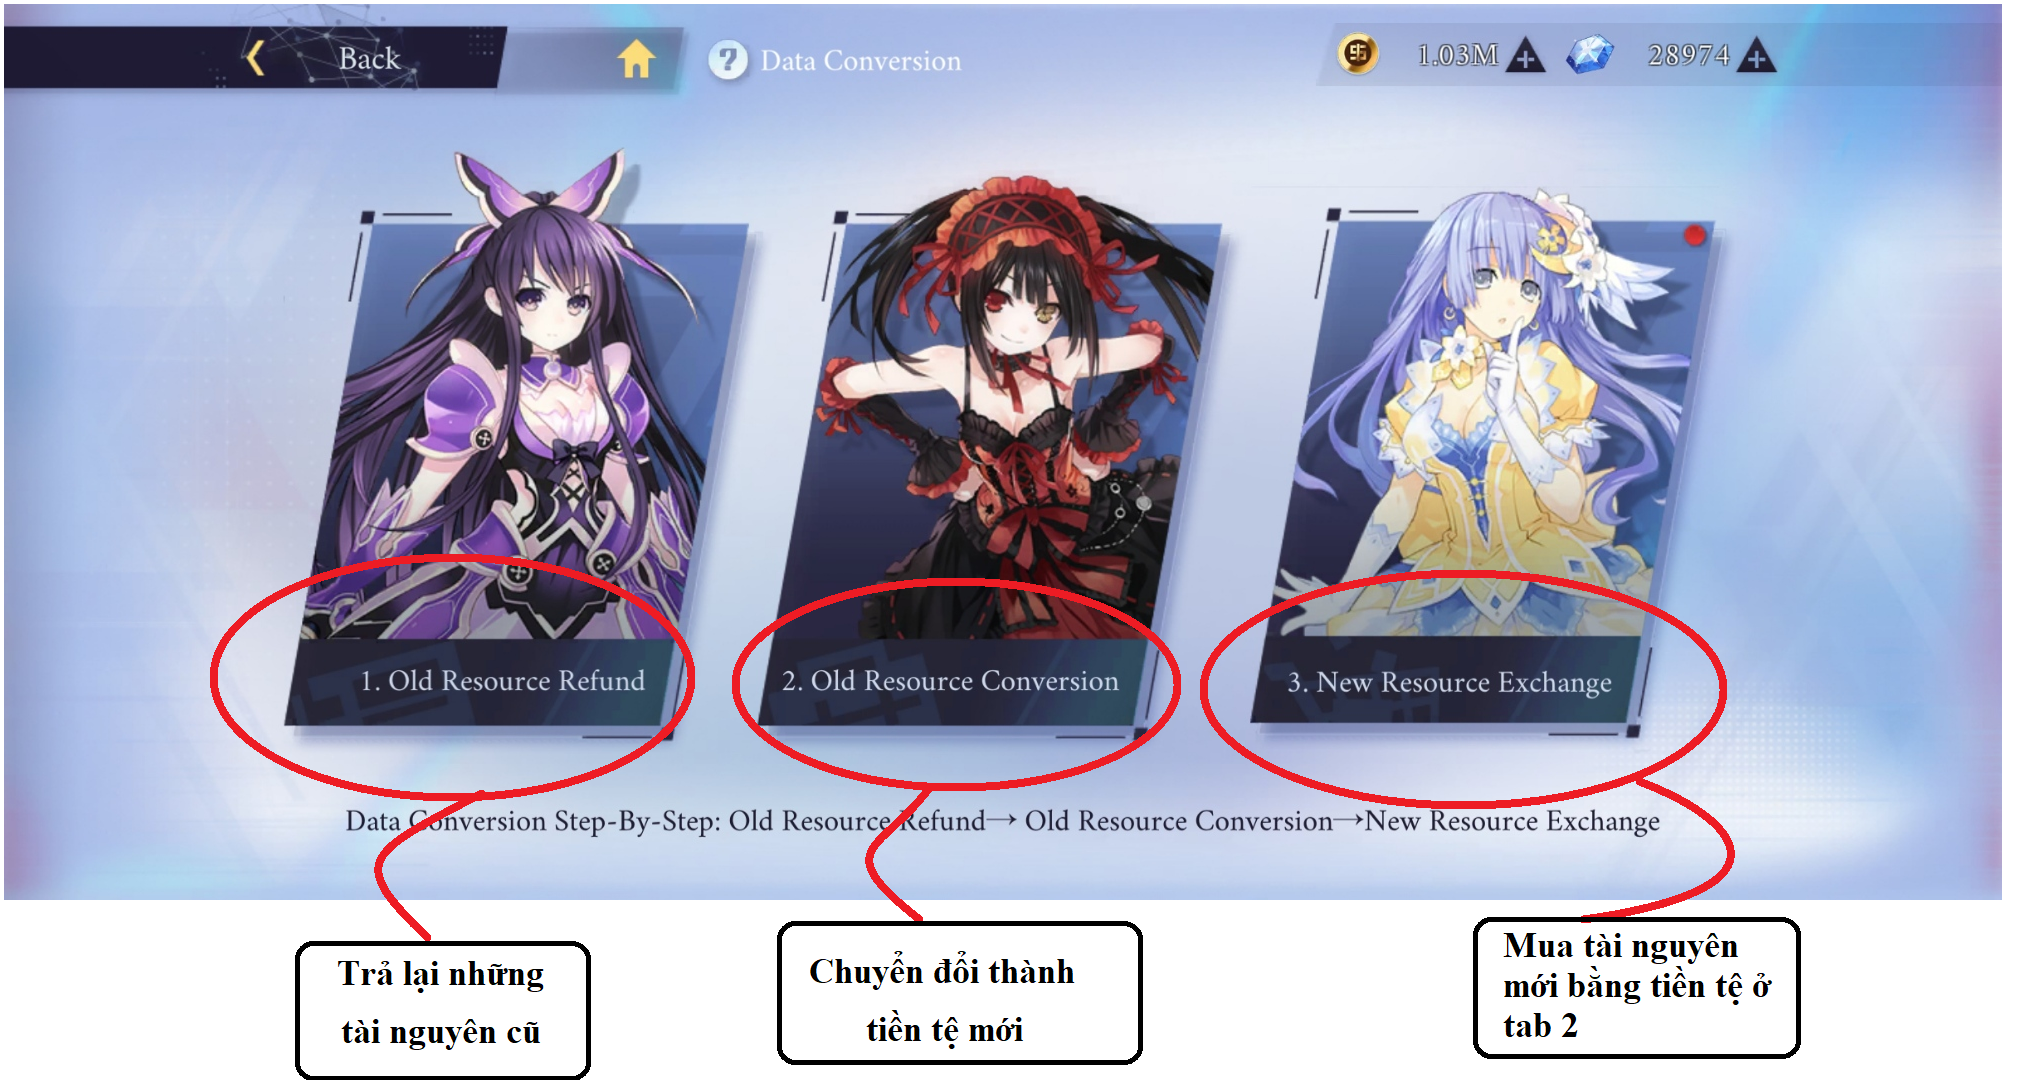 Back
? Data Conversion
1.03M
28974
1. Old Resource Refund
2. Old Resource Conversion
3. New Resource Exchange
Data Conversion Step-By-Step: Old Resource Refund→ Old Resource Conversion→New Resource Exchange
Trả lại những
tài nguyên cũ
Chuyển đổi thành
tiền tệ mới
Mua tài nguyên
mới bằng tiền tệ ở
tab 2